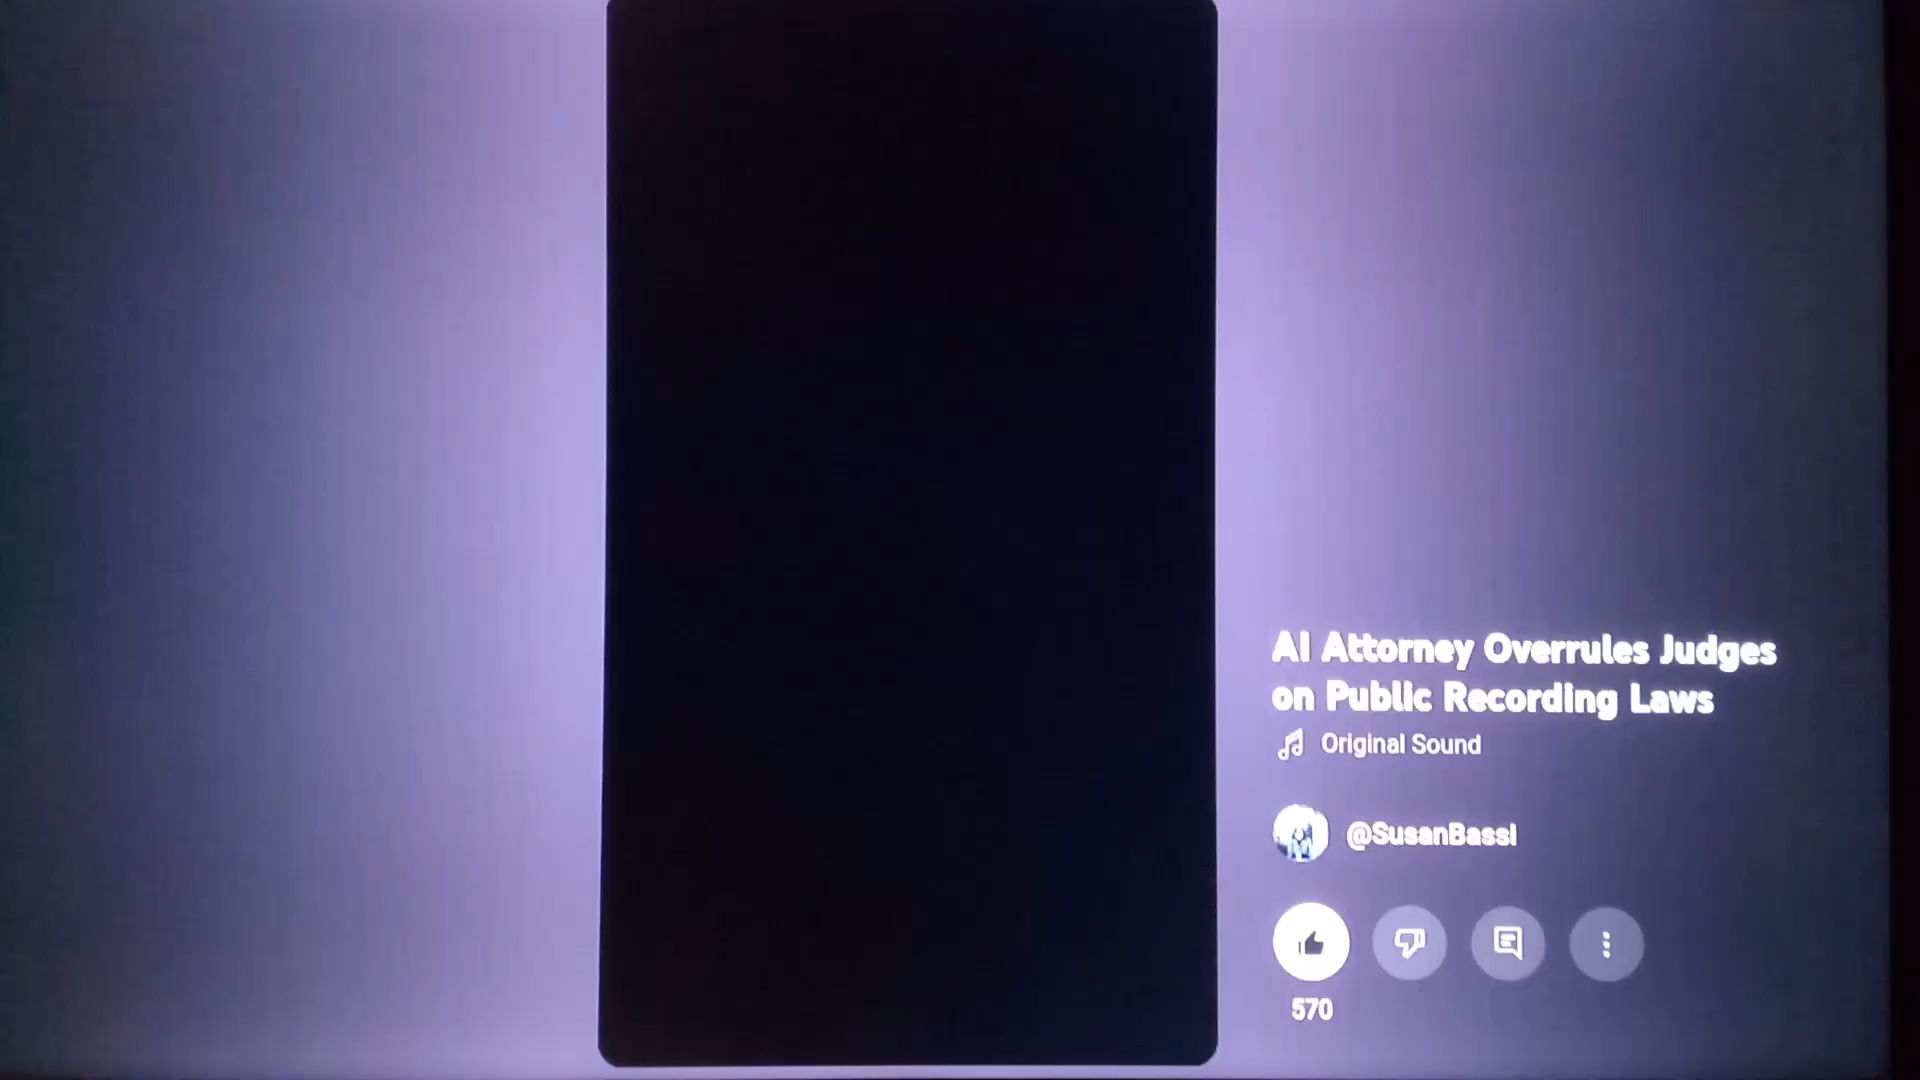 AI Attorney Overrules Judges
on Public Recording Laws
Original Sound
@SusanBassi
570